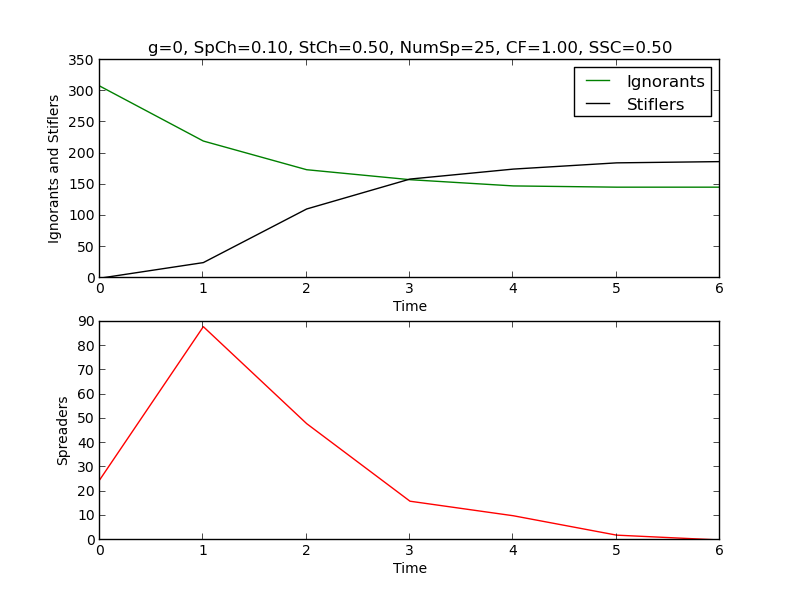 g=0, SpCh=0.10, StCh=0.50, NumSp=25, CF=1.00, SSC=0.50
Ignorants and Stiflers
350
300
250
200
150
100
50
0
Ignorants
Stiflers
0 1 2 3 4 5 6
Time
Spreaders
90
80
70
60
50
40
30
20
10
0
0 1 2 3 4 5 6
Time